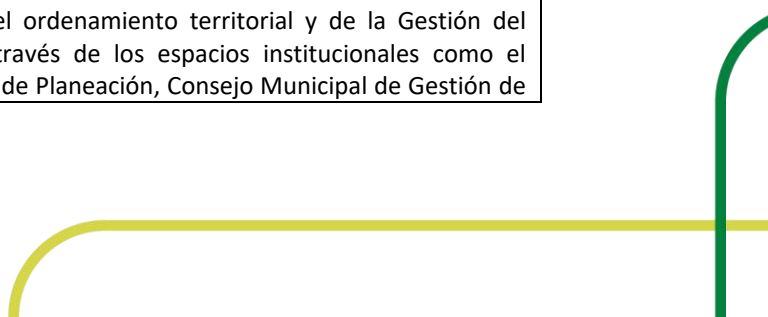 el ordenamiento territorial y de la Gestión del
través de los espacios institucionales como el
de Planeación, Consejo Municipal de Gestión de